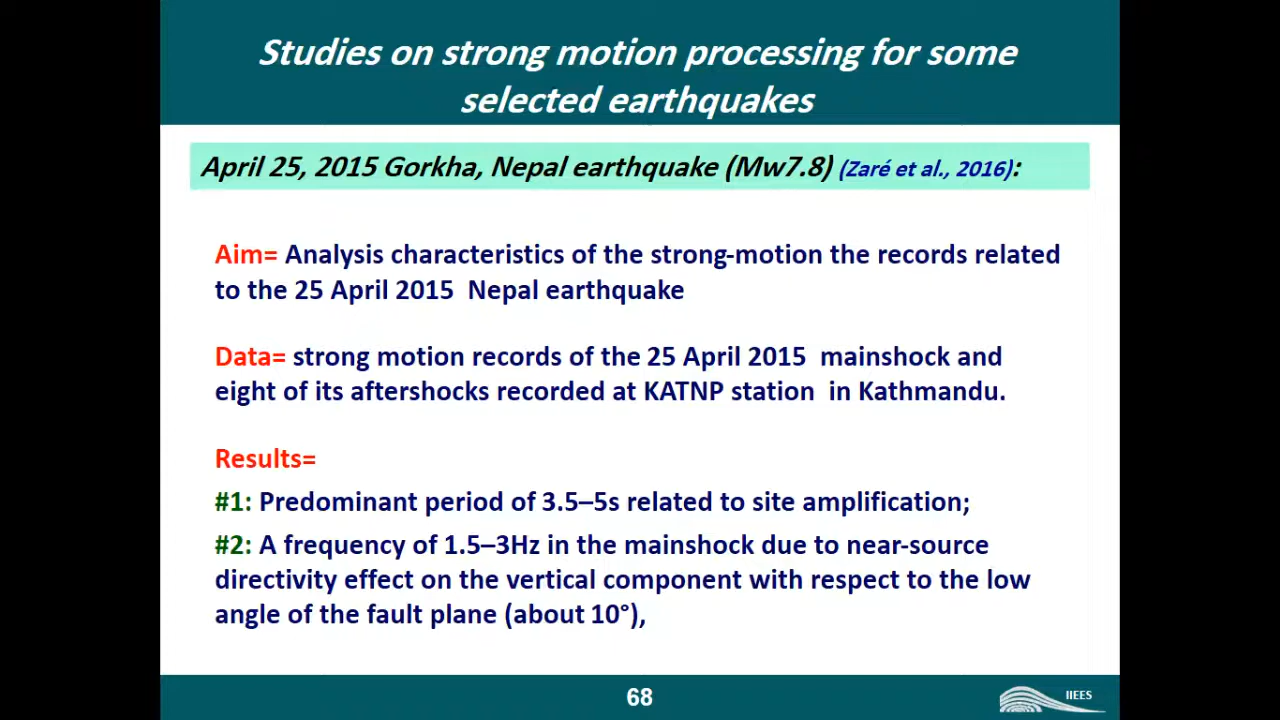 Studies on strong motion processing for some
selected earthquakes
April 25, 2015 Gorkha, Nepal earthquake (Mw7.8) (Zaré et al., 2016):
Aim= Analysis characteristics of the strong-motion the records related
to the 25 April 2015 Nepal earthquake
Data= strong motion records of the 25 April 2015 mainshock and
eight of its aftershocks recorded at KATNP station in Kathmandu.
Results=
#1: Predominant period of 3.5–5s related to site amplification;
#2: A frequency of 1.5–3Hz in the mainshock due to near-source
directivity effect on the vertical component with respect to the low
angle of the fault plane (about 10°),
68
IIEES